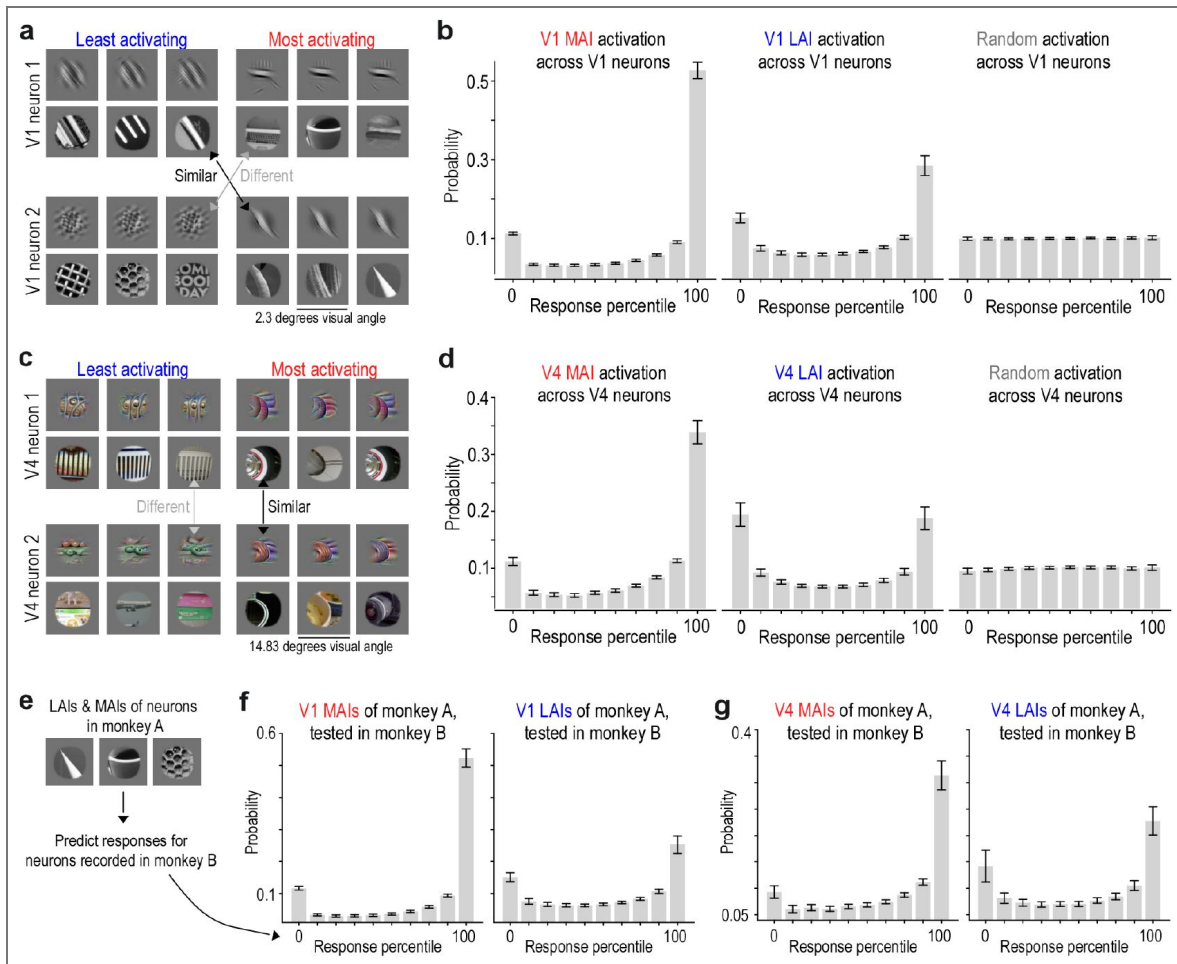 a
Least activating
Most activating
V1 neuron 1
Similar
Different
V1 neuron 2
BOOM
DAY
2.3 degrees visual angle
b
V1 MAI activation
across V1 neurons
V1 LAI activation
across V1 neurons
Random activation
across V1 neurons
Probability
0.5
0.3
0.1
0
100
Response percentile
0
100
Response percentile
0
100
Response percentile
c
Least activating
Most activating
V4 neuron 1
Different
Similar
V4 neuron 2
14.83 degrees visual angle
d
V4 MAI activation
across V4 neurons
V4 LAI activation
across V4 neurons
Random activation
across V4 neurons
Probability
0.4
0.3
0.2
0.1
0
100
Response percentile
0
100
Response percentile
0
100
Response percentile
e
LAIs & MAIs of neurons
in monkey A
Predict responses for
neurons recorded in monkey B
f
V1 MAIs of monkey A,
tested in monkey B
V1 LAIs of monkey A,
tested in monkey B
Probability
0.6
0.1
0
100
Response percentile
0
100
Response percentile
g
V4 MAIs of monkey A,
tested in monkey B
V4 LAIs of monkey A,
tested in monkey B
Probability
0.4
0.05
0
100
Response percentile
0
100
Response percentile